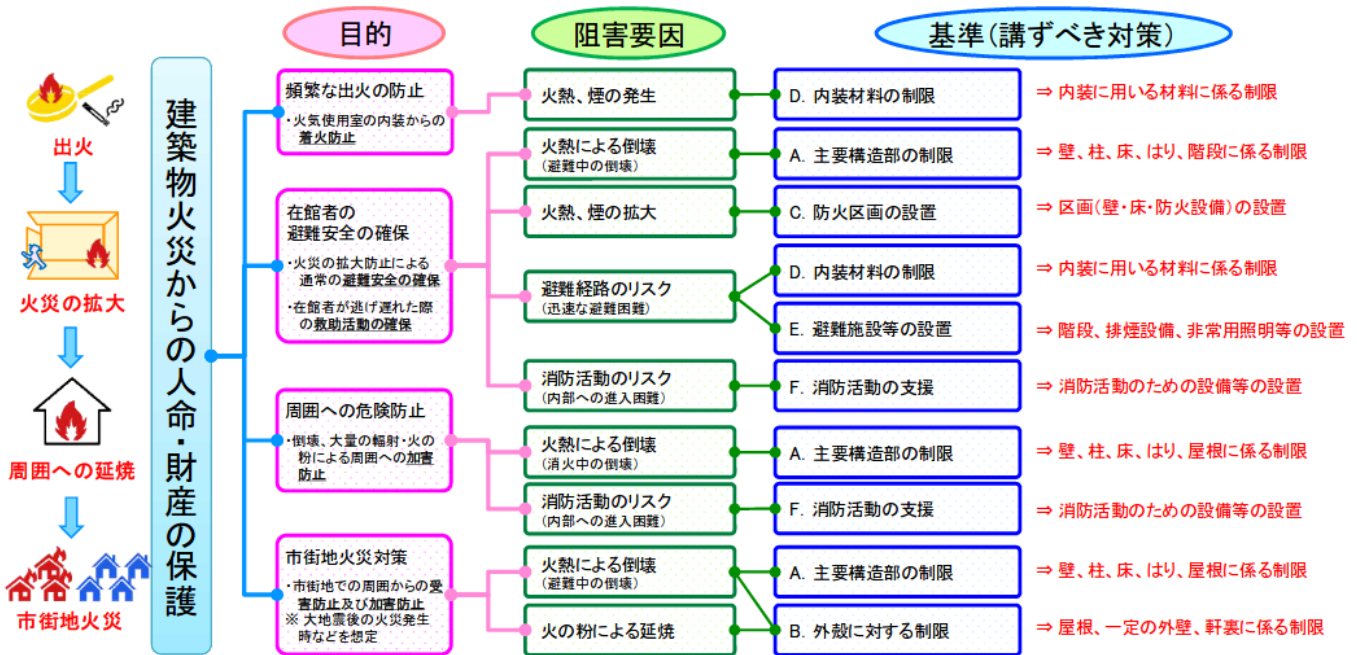 目的
阻害要因
基準(講ずべき対策)
出火
火災の拡大
周囲への延焼
市街地火災
建築物火災からの人命・財産の保護
頻繁な出火の防止
・火気使用室の内装からの
着火防止
火熱、煙の発生
D. 内装材料の制限
⇒ 内装に用いる材料に係る制限
在館者の
避難安全の確保
・火災の拡大防止による
通常の避難安全の確保
・在館者が逃げ遅れた際
の救助活動の確保
火熱による倒壊
(避難中の倒壊)
A. 主要構造部の制限
⇒ 壁、柱、床、はり、階段に係る制限
火熱、煙の拡大
C. 防火区画の設置
⇒ 区画(壁・床・防火設備)の設置
避難経路のリスク
(迅速な避難困難)
D. 内装材料の制限
⇒ 内装に用いる材料に係る制限
E. 避難施設等の設置
⇒ 階段、排煙設備、非常用照明等の設置
消防活動のリスク
(内部への進入困難)
F. 消防活動の支援
⇒ 消防活動のための設備等の設置
周囲への危険防止
・倒壊、大量の輻射・火の
粉による周囲への加害
防止
火熱による倒壊
(消火中の倒壊)
A. 主要構造部の制限
⇒ 壁、柱、床、はり、屋根に係る制限
消防活動のリスク
(内部への進入困難)
F. 消防活動の支援
⇒ 消防活動のための設備等の設置
市街地火災対策
・市街地での周囲からの受
害防止及び加害防止
※ 大地震後の火災発生
時などを想定
火熱による倒壊
(避難中の倒壊)
A. 主要構造部の制限
⇒ 壁、柱、床、はり、屋根に係る制限
火の粉による延焼
B. 外殻に対する制限
⇒ 屋根、一定の外壁、軒裏に係る制限